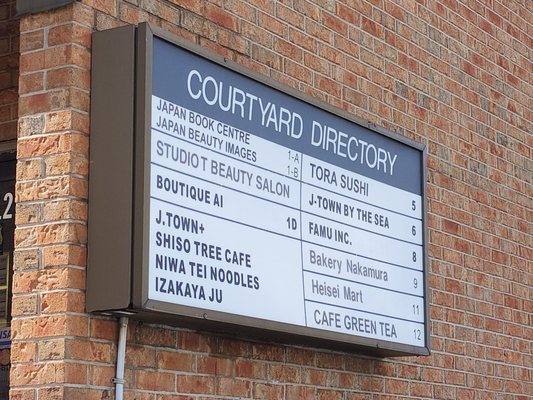 COURTYARD DIRECTORY
JAPAN BOOK CENTRE 1-A
JAPAN BEAUTY IMAGES 1-B
STUDIO T BEAUTY SALON
BOUTIQUE AI 1D
J.TOWN+
SHISO TREE CAFE
NIWA TEI NOODLES
IZAKAYA JU
TORA SUSHI 5
J-TOWN BY THE SEA 6
FAMU INC. 8
Bakery Nakamura 9
Heisei Mart 11
CAFE GREEN TEA 12